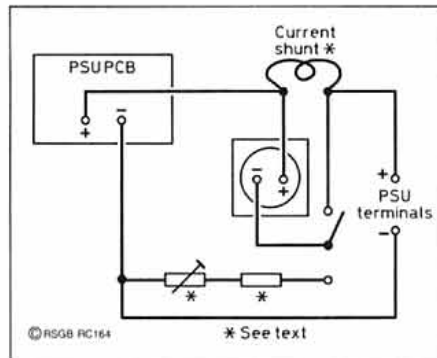 Current
shunt *
PSU PCB
+
−
−
+
+
PSU
terminals
−
*
*
© RSGB RC164
* See text